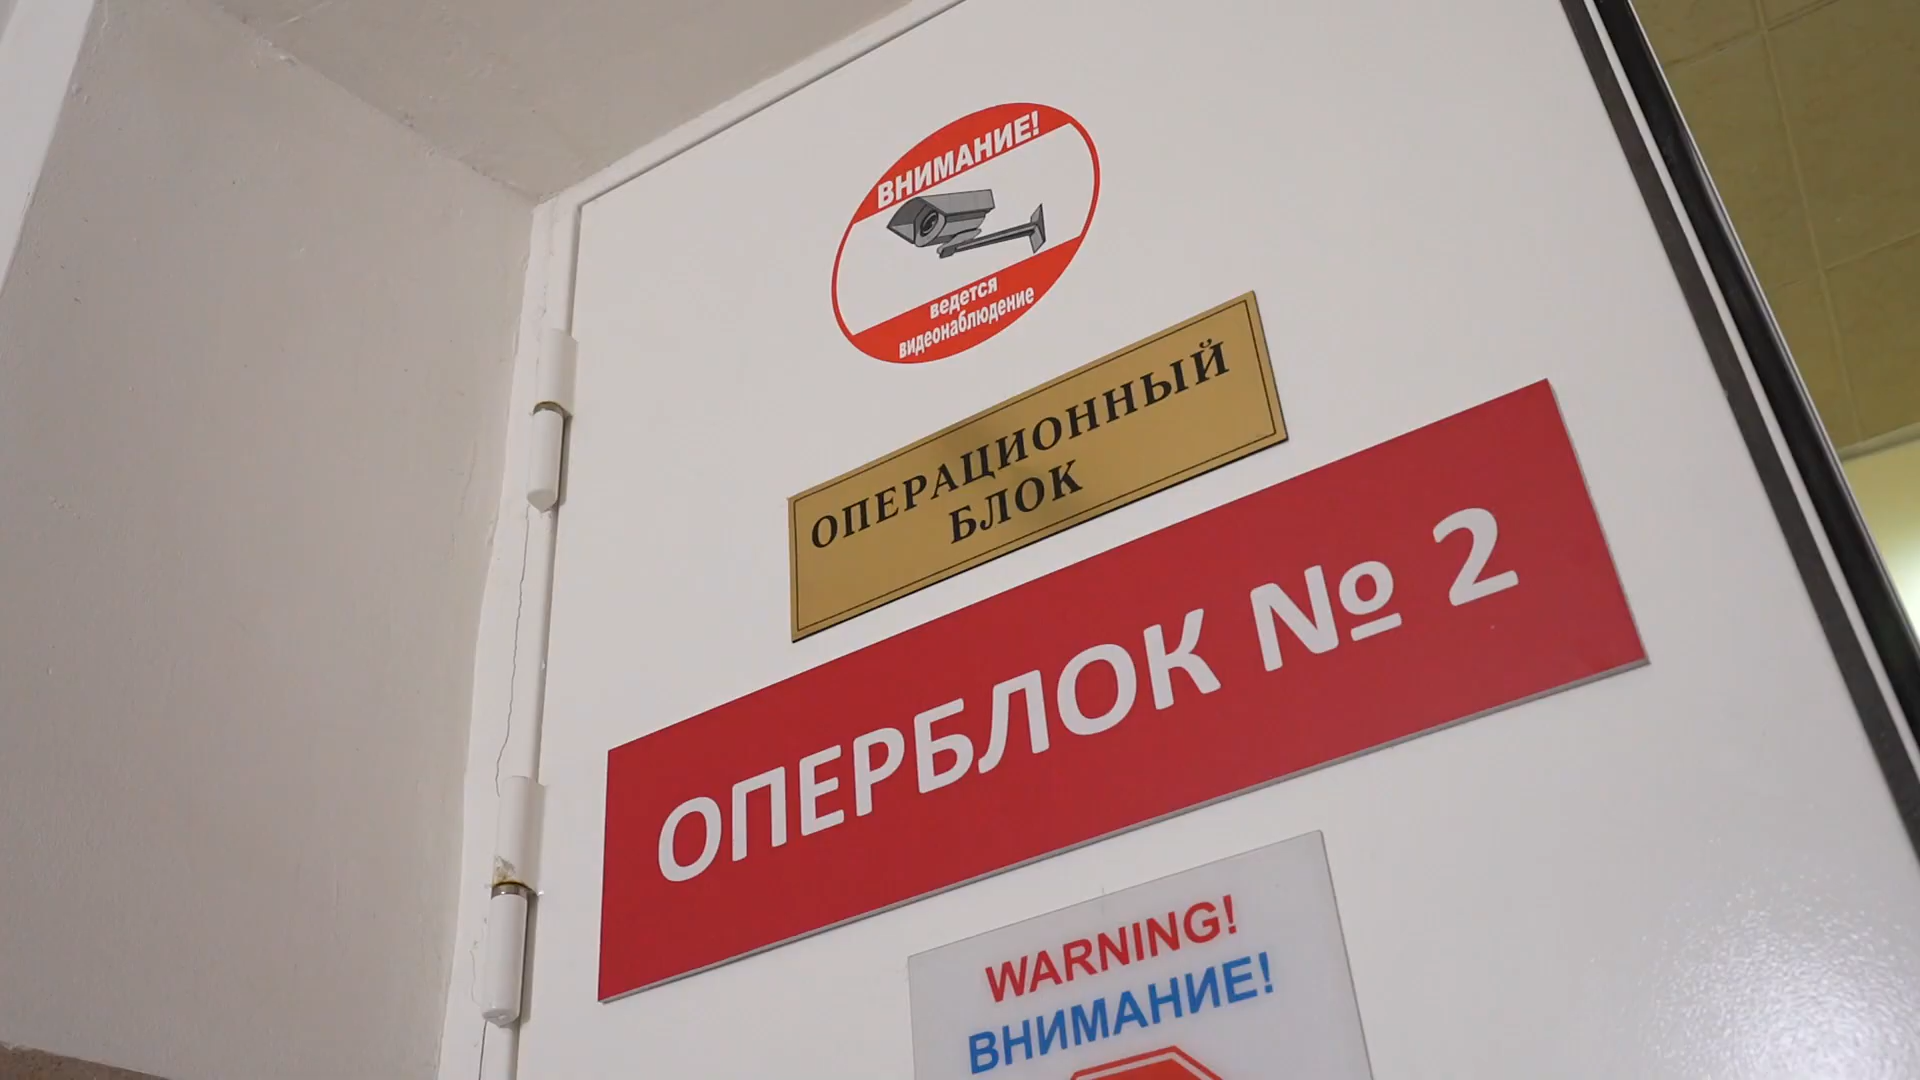 ВНИМАНИЕ!
ведется
видеонаблюдение
ОПЕРАЦИОННЫЙ
БЛОК
ОПЕРБЛОК № 2
WARNING!
ВНИМАНИЕ!